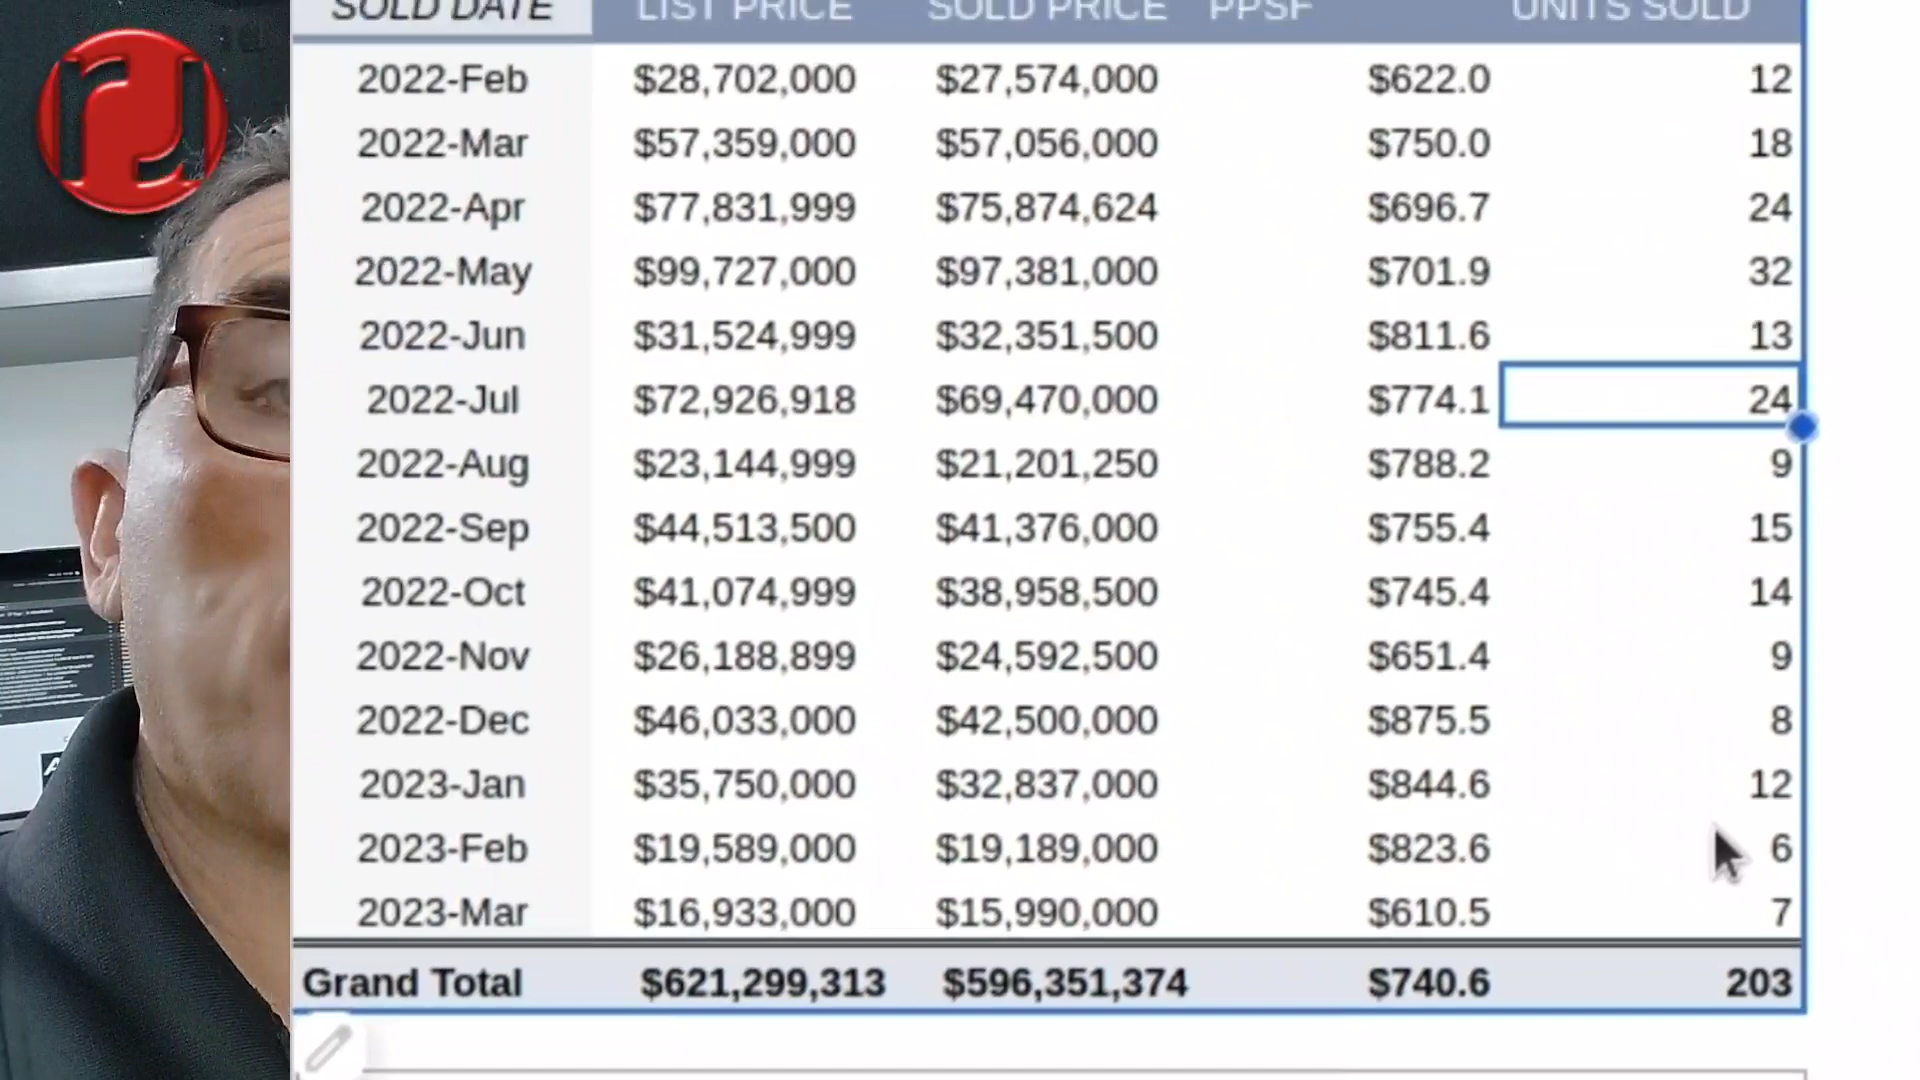 SOLD DATE LIST PRICE SOLD PRICE PPSF UNITS SOLD
2022-Feb $28,702,000 $27,574,000 $622.0 12
2022-Mar $57,359,000 $57,056,000 $750.0 18
2022-Apr $77,831,999 $75,874,624 $696.7 24
2022-May $99,727,000 $97,381,000 $701.9 32
2022-Jun $31,524,999 $32,351,500 $811.6 13
2022-Jul $72,926,918 $69,470,000 $774.1 24
2022-Aug $23,144,999 $21,201,250 $788.2 9
2022-Sep $44,513,500 $41,376,000 $755.4 15
2022-Oct $41,074,999 $38,958,500 $745.4 14
2022-Nov $26,188,899 $24,592,500 $651.4 9
2022-Dec $46,033,000 $42,500,000 $875.5 8
2023-Jan $35,750,000 $32,837,000 $844.6 12
2023-Feb $19,589,000 $19,189,000 $823.6 6
2023-Mar $16,933,000 $15,990,000 $610.5 7
Grand Total $621,299,313 $596,351,374 $740.6 203